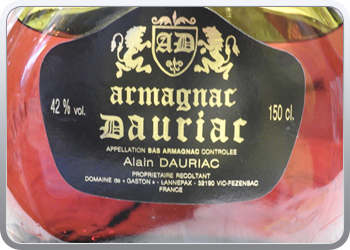 AD
armagnac
42 % vol.
150 cl.
Dauriac
APPELLATION BAS ARMAGNAC CONTROLEE
Alain DAURIAC
PROPRIETAIRE RECOLTANT
DOMAINE de « GASTON » - LANNEPAX - 32190 VIC-FEZENSAC
FRANCE